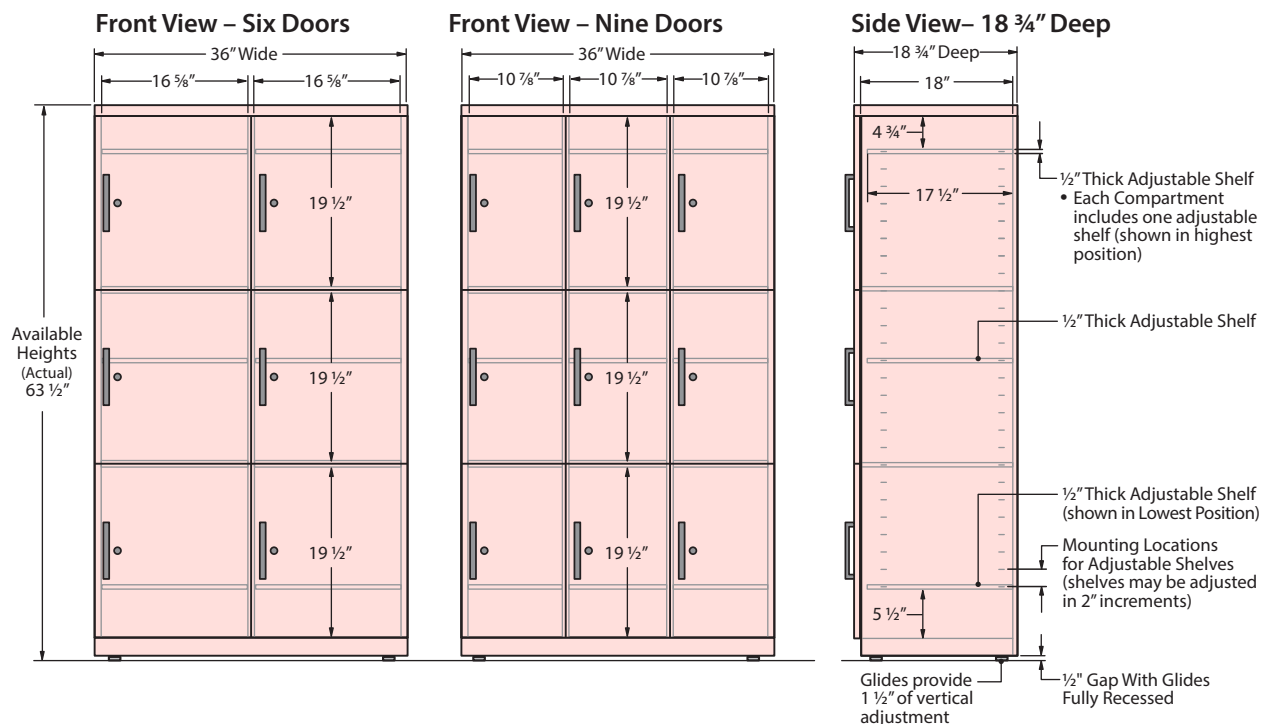 Front View – Six Doors
36″ Wide
16 ⅝″
16 ⅝″
19 ½″
19 ½″
19 ½″
Available
Heights
(Actual)
63 ½″
Front View – Nine Doors
36″ Wide
10 ⅞″
10 ⅞″
10 ⅞″
19 ½″
19 ½″
19 ½″
Side View– 18 ¾″ Deep
18 ¾″ Deep
18″
4 ¾″
17 ½″
5 ½″
½″ Thick Adjustable Shelf
• Each Compartment
includes one adjustable
shelf (shown in highest
position)
½″ Thick Adjustable Shelf
½″ Thick Adjustable Shelf
(shown in Lowest Position)
Mounting Locations
for Adjustable Shelves
(shelves may be adjusted
in 2″ increments)
Glides provide
1 ½″ of vertical
adjustment
½" Gap With Glides
Fully Recessed